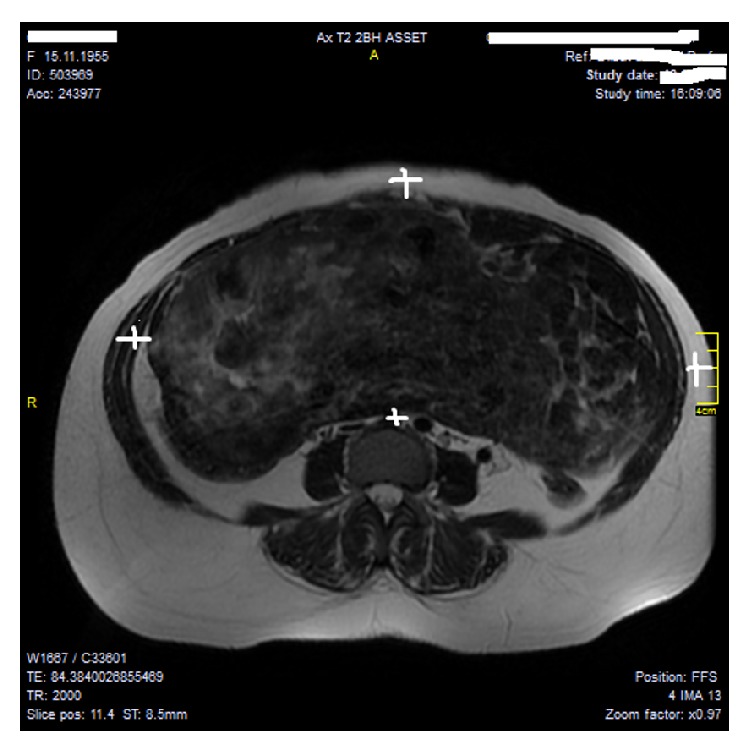 Ax T2 2BH ASSET
A
F 15.11.1955
ID: 503969
Acc: 243977
Ref:
Study date:
Study time: 16:09:06
R
4cm
W1667 / C33601
TE: 84.3840026855469
TR: 2000
Slice pos: 11.4 ST: 8.5mm
Position: FFS
4 IMA 13
Zoom factor: x0.97